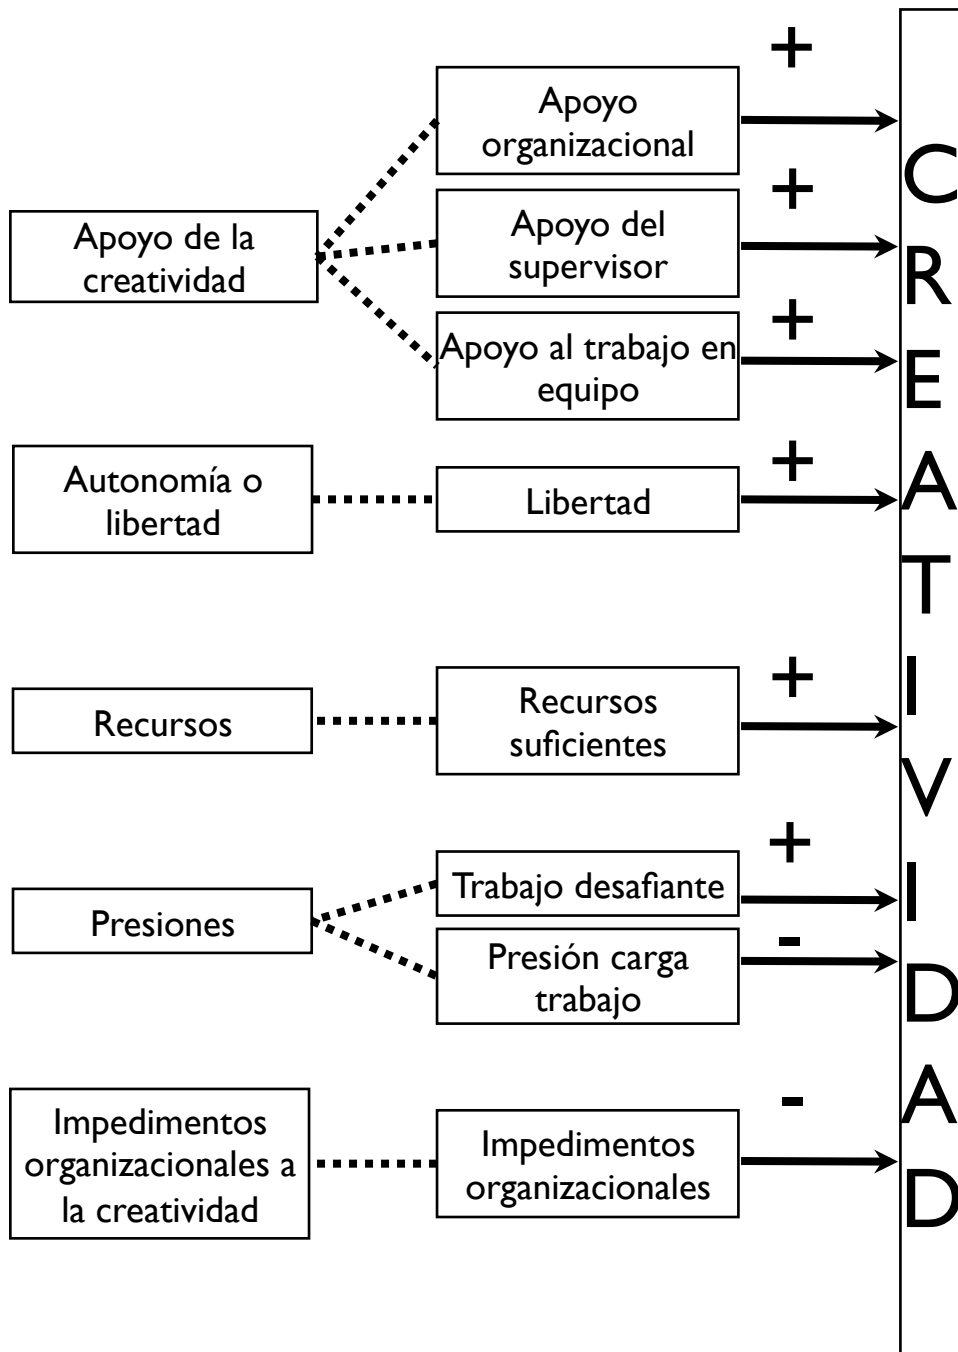 +
Apoyo
organizacional
+
Apoyo de la
creatividad
Apoyo del
supervisor
+
Apoyo al trabajo en
equipo
+
Autonomía o
libertad
Libertad
+
Recursos
Recursos
suficientes
+
Presiones
Trabajo desafiante
-
Presión carga
trabajo
-
Impedimentos
organizacionales a
la creatividad
Impedimentos
organizacionales
C
R
E
A
T
I
V
I
D
A
D